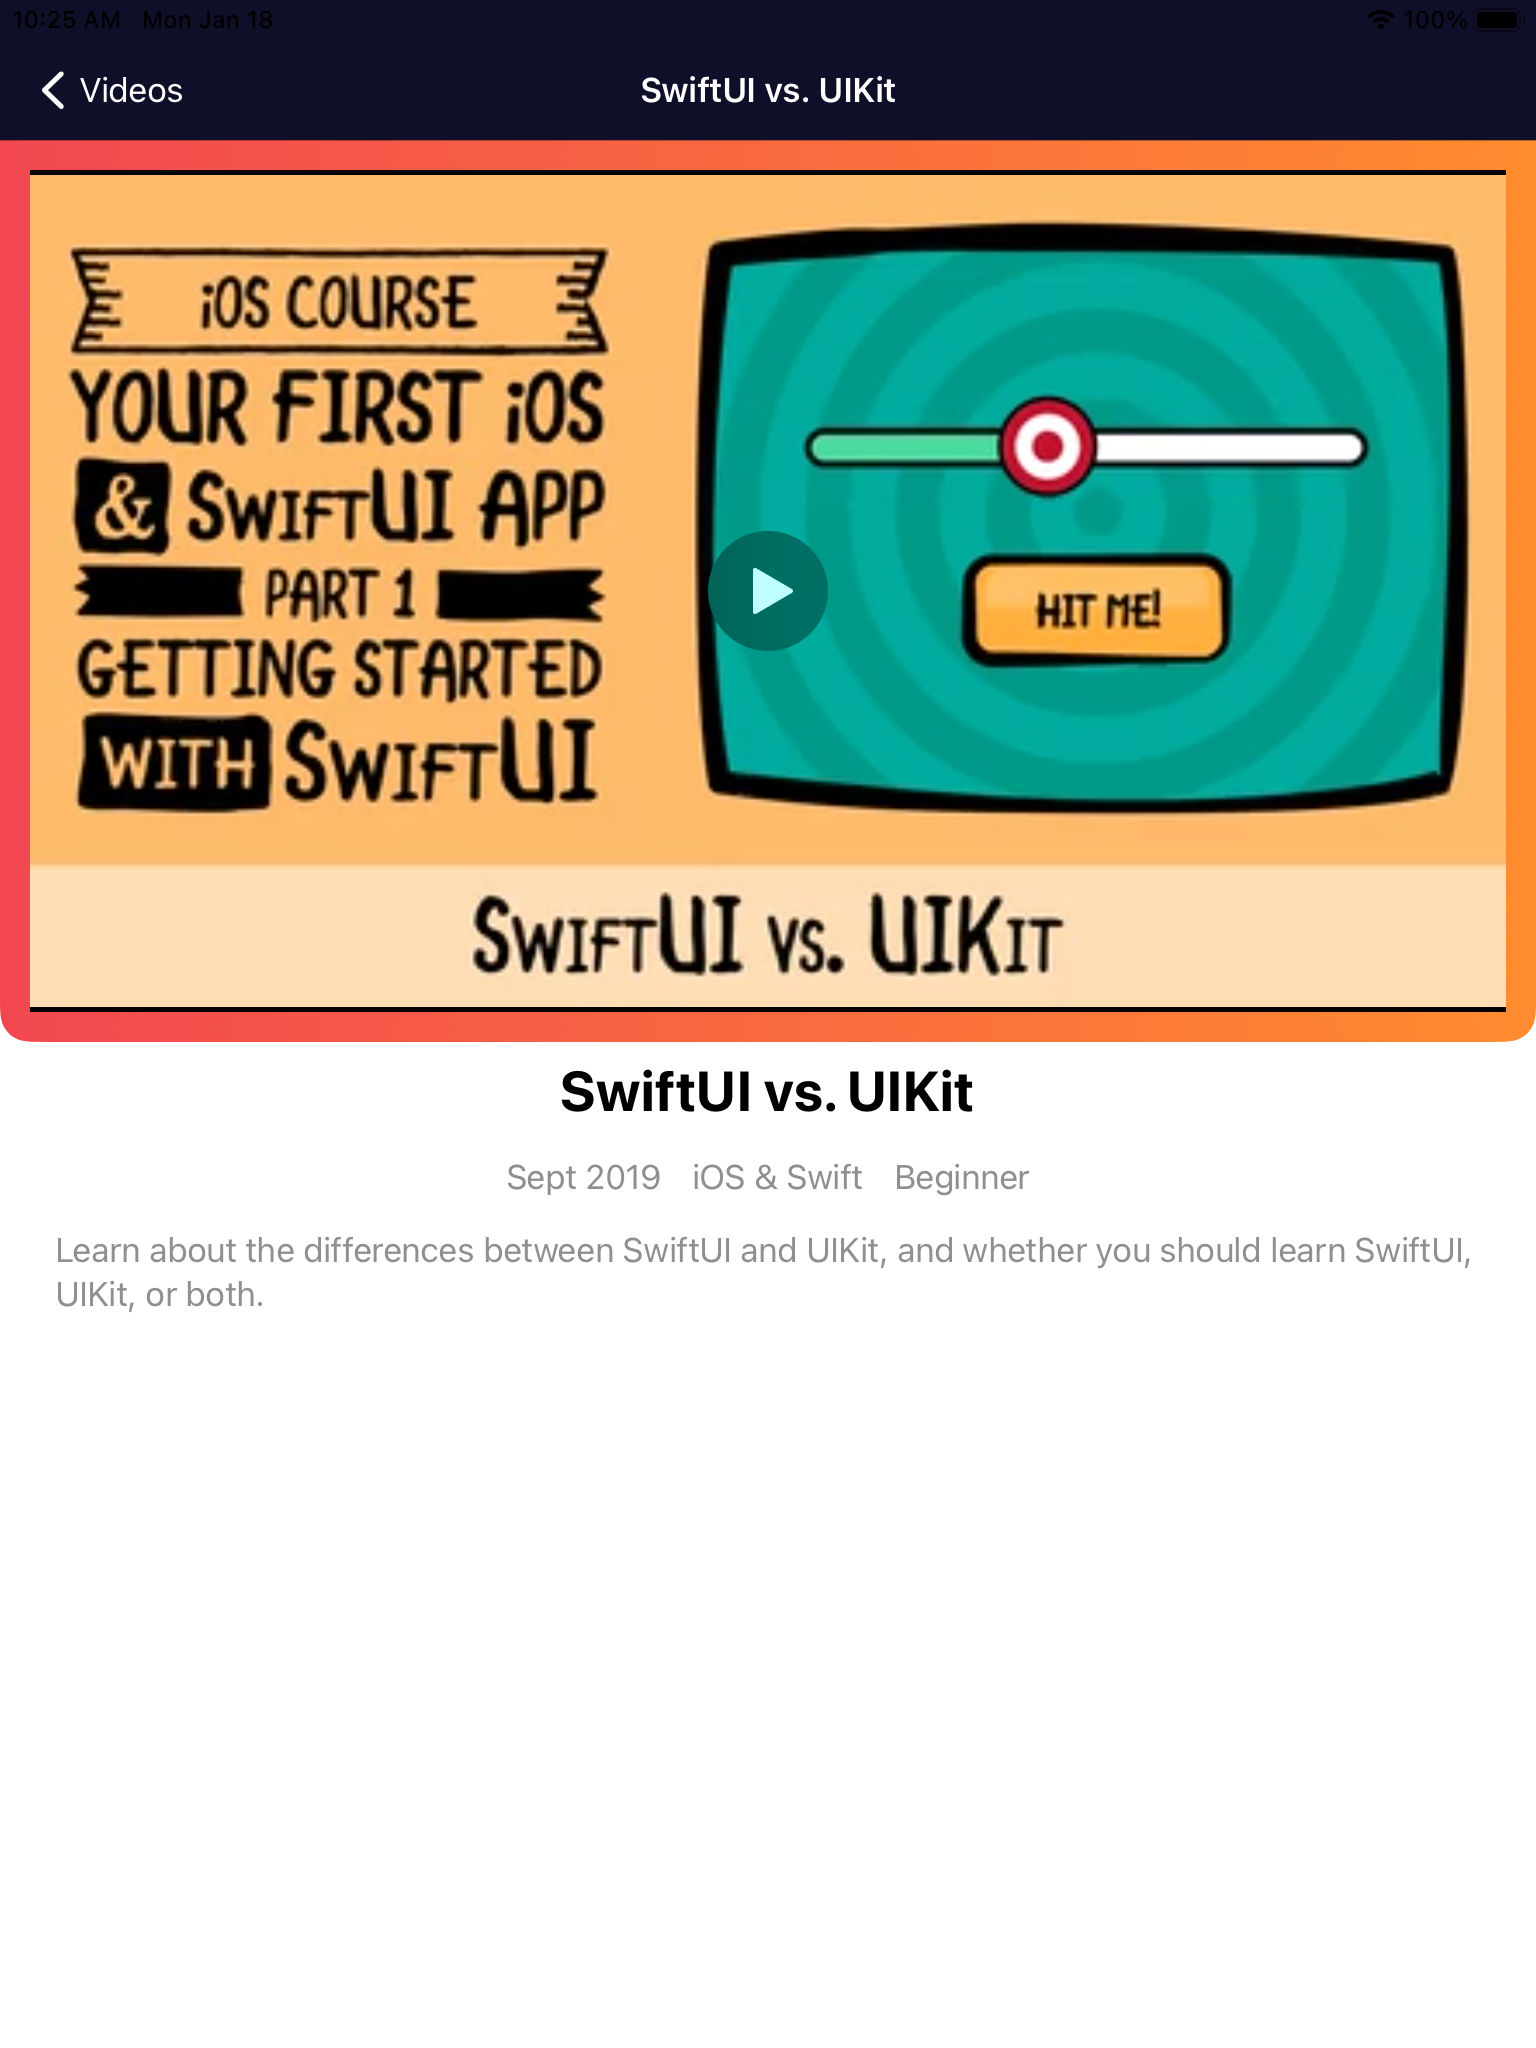 10:25 AM Mon Jan 18 100%
Videos
SwiftUI vs. UIKit
iOS COURSE
YOUR FIRST iOS
& SWIFTUI APP
PART 1
GETTING STARTED
WITH SWIFTUI
HIT ME!
SWIFTUI VS. UIKIT
SwiftUI vs. UIKit
Sept 2019 iOS & Swift Beginner
Learn about the differences between SwiftUI and UIKit, and whether you should learn SwiftUI,
UIKit, or both.